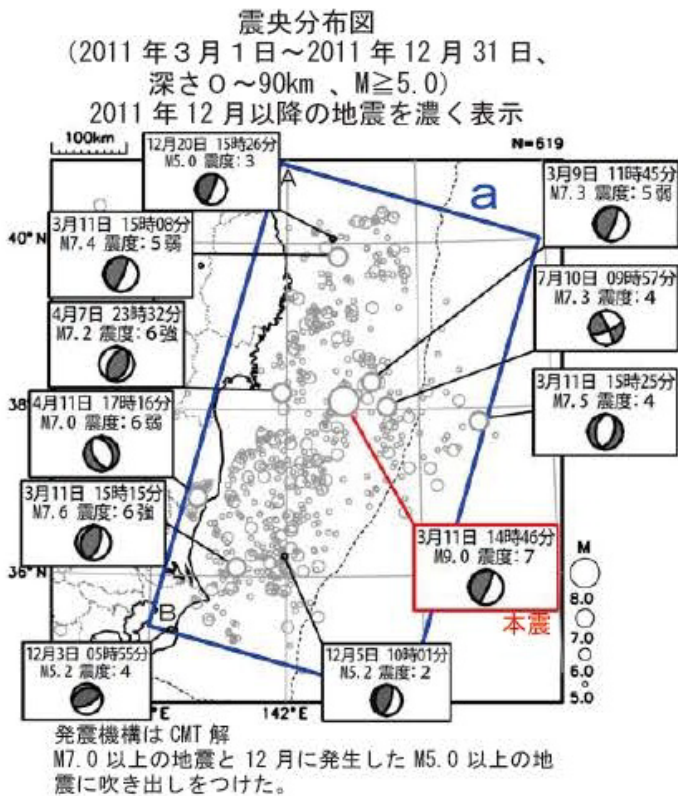 震央分布図
(2011年3月1日～2011年12月31日、
深さ0～90km 、M≧5.0)
2011年12月以降の地震を濃く表示
100km
N=619
12月20日 15時26分
M5.0 震度:3
A
a
3月9日 11時45分
M7.3 震度:5弱
3月11日 15時08分
M7.4 震度:5弱
40°N
7月10日 09時57分
M7.3 震度:4
4月7日 23時32分
M7.2 震度:6強
3月11日 15時25分
M7.5 震度:4
38°N
4月11日 17時16分
M7.0 震度:6弱
3月11日 15時15分
M7.6 震度:6強
3月11日 14時46分
M9.0 震度:7
本震
36°N
B
M
8.0
7.0
6.0
5.0
12月3日 05時55分
M5.2 震度:4
12月5日 10時01分
M5.2 震度:2
°E
142°E
発震機構は CMT 解
M7.0 以上の地震と 12 月に発生した M5.0 以上の地
震に吹き出しをつけた。